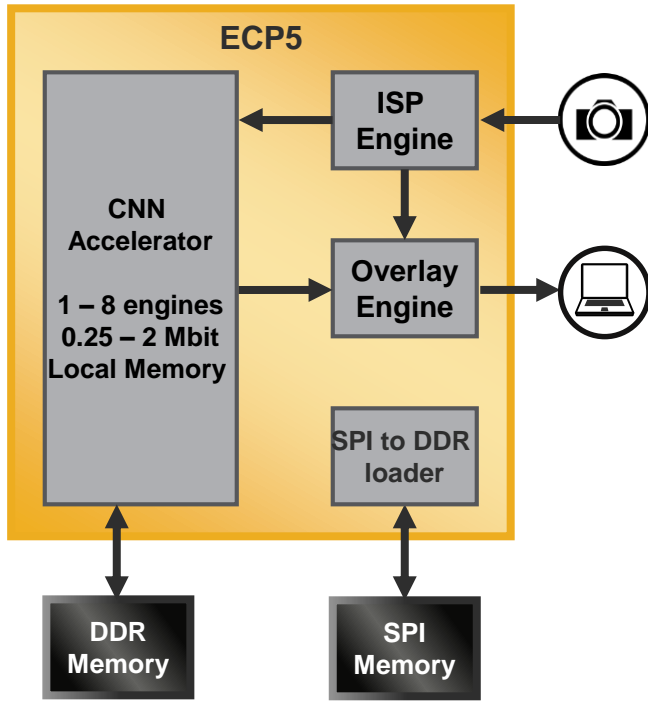 ECP5
CNN
Accelerator
1 – 8 engines
0.25 – 2 Mbit
Local Memory
ISP
Engine
Overlay
Engine
SPI to DDR
loader
DDR
Memory
SPI
Memory